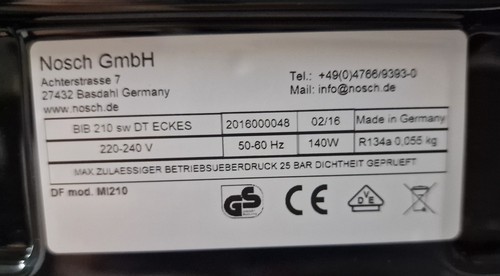 Nosch GmbH
Achterstrasse 7
27432 Basdahl Germany
www.nosch.de
Tel.: +49(0)4766/9393-0
Mail: info@nosch.de
BIB 210 sw DT ECKES 2016000048 02/16 Made in Germany
220-240 V 50-60 Hz 140W R134a 0,055 kg
MAX. ZULAESSIGER BETRIEBSUEBERDRUCK 25 BAR DICHTHEIT GEPRUEFT
DF mod. MI210
GS CE VDE